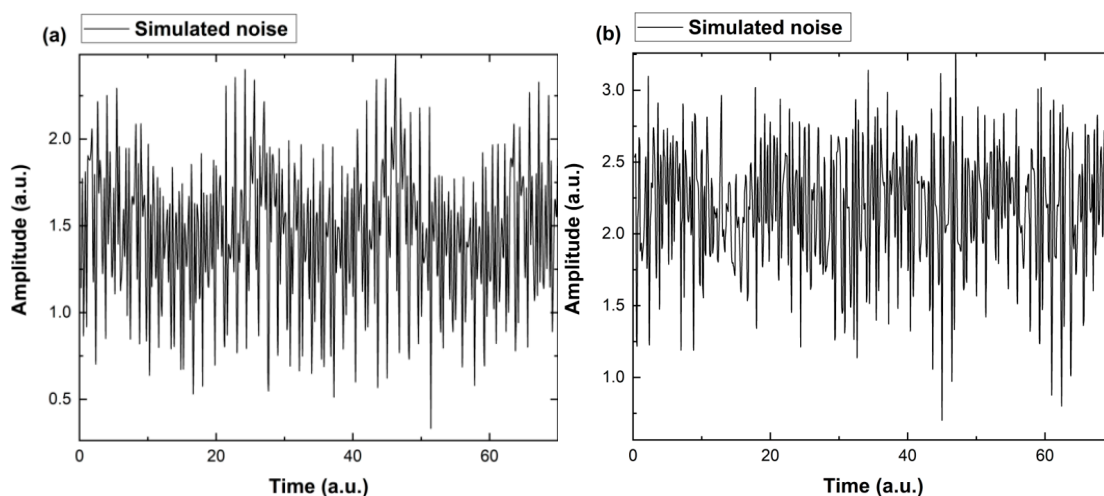 (a) Simulated noise
2.0
1.5
1.0
0.5
Amplitude (a.u.)
0 20 40 60
Time (a.u.)
(b) Simulated noise
3.0
2.5
2.0
1.5
1.0
Amplitude (a.u.)
0 20 40 60
Time (a.u.)